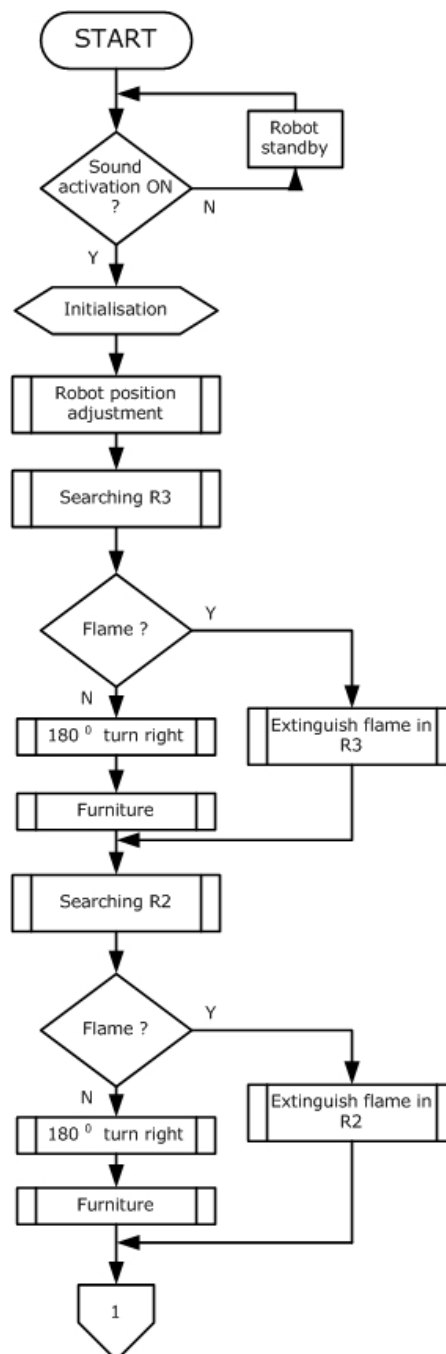 START
Robot
standby
Sound
activation ON
?
N
Y
Initialisation
Robot position
adjustment
Searching R3
Flame ?
Y
N
180 ⁰ turn right
Extinguish flame in
R3
Furniture
Searching R2
Flame ?
Y
N
180 ⁰ turn right
Extinguish flame in
R2
Furniture
1